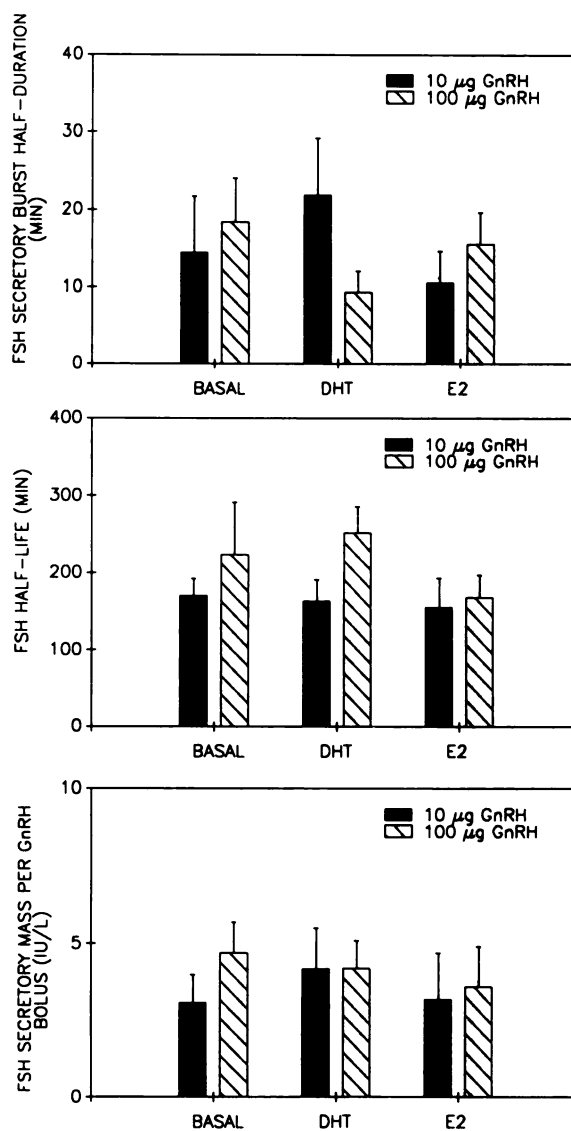 FSH SECRETORY BURST HALF-DURATION
(MIN)
40
30
20
10
0
10 µg GnRH
100 µg GnRH
BASAL
DHT
E2
FSH HALF-LIFE (MIN)
400
300
200
100
0
10 µg GnRH
100 µg GnRH
BASAL
DHT
E2
FSH SECRETORY MASS PER GnRH
BOLUS (IU/L)
10
5
0
10 µg GnRH
100 µg GnRH
BASAL
DHT
E2